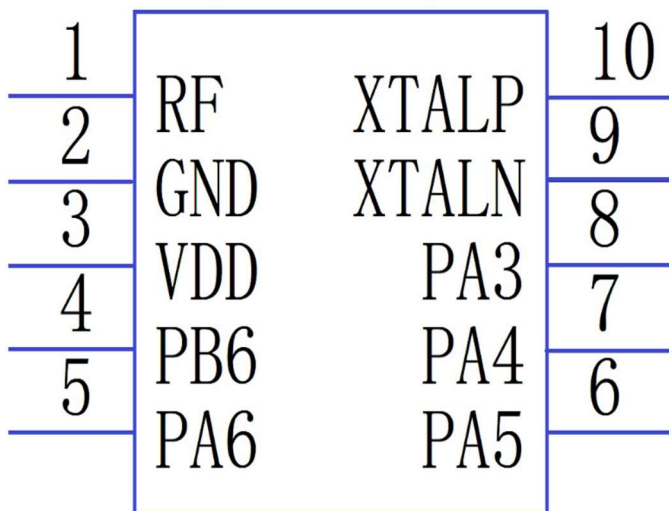 1 RF XTALP 10
2 GND XTALN 9
3 VDD PA3 8
4 PB6 PA4 7
5 PA6 PA5 6